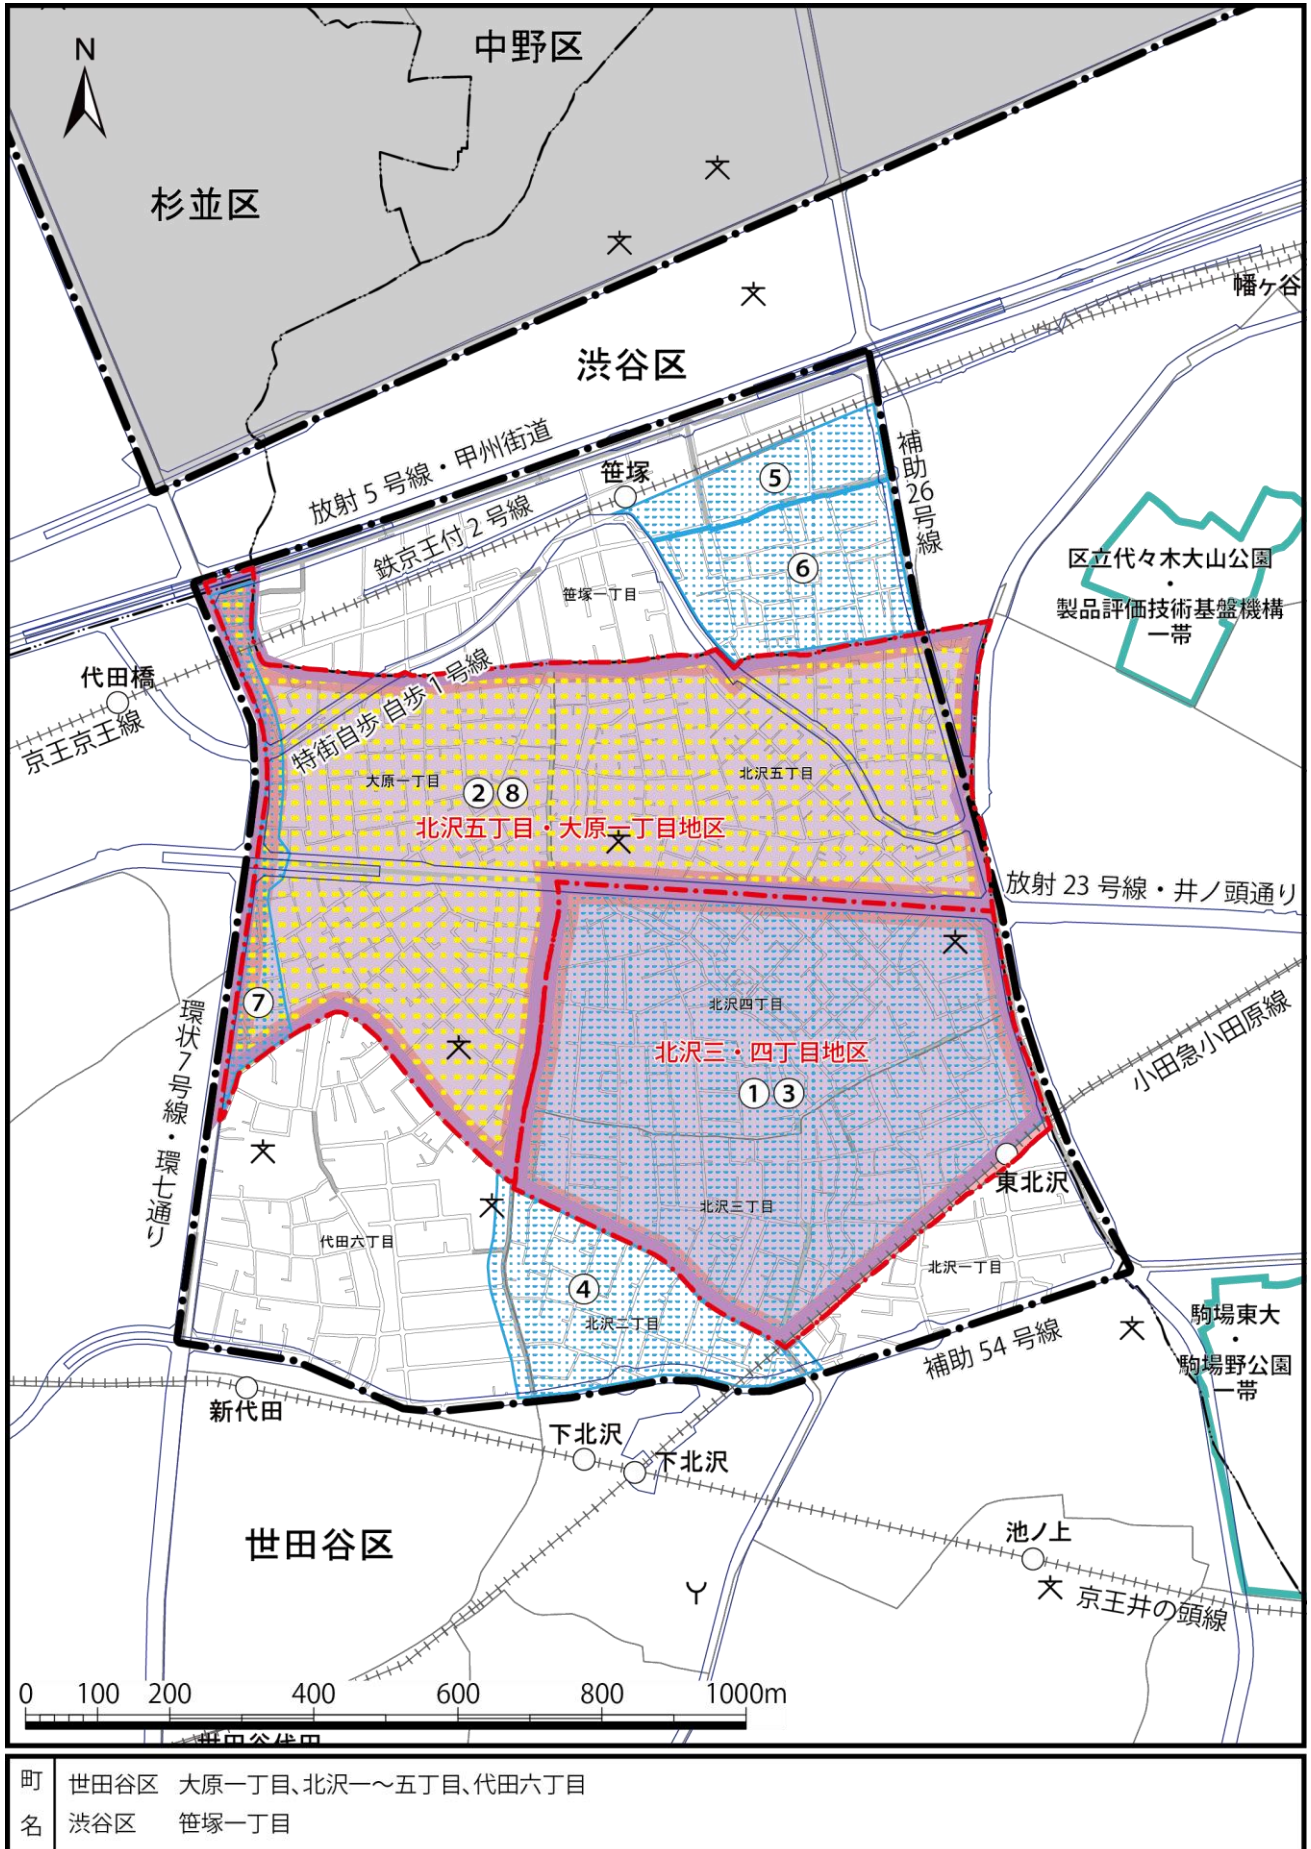 N
中野区
杉並区
渋谷区
幡ヶ谷
放射 5 号線・甲州街道
鉄京王付 2 号線
笹塚
補助26号線
⑤
⑥
笹塚一丁目
区立代々木大山公園
・
製品評価技術基盤機構
一帯
代田橋
京王京王線
特街自歩 自歩 1 号線
大原一丁目
北沢五丁目
②⑧
北沢五丁目・大原一丁目地区
放射 23 号線・井ノ頭通り
⑦
環状7号線・環七通り
北沢四丁目
北沢三・四丁目地区
①③
小田急小田原線
東北沢
北沢三丁目
代田六丁目
北沢一丁目
④
北沢二丁目
補助 54 号線
駒場東大
・
駒場野公園
一帯
新代田
下北沢
下北沢
世田谷区
池ノ上
京王井の頭線
0 100 200 400 600 800 1000m
世田谷代田
町名
世田谷区 大原一丁目、北沢一～五丁目、代田六丁目
渋谷区 笹塚一丁目